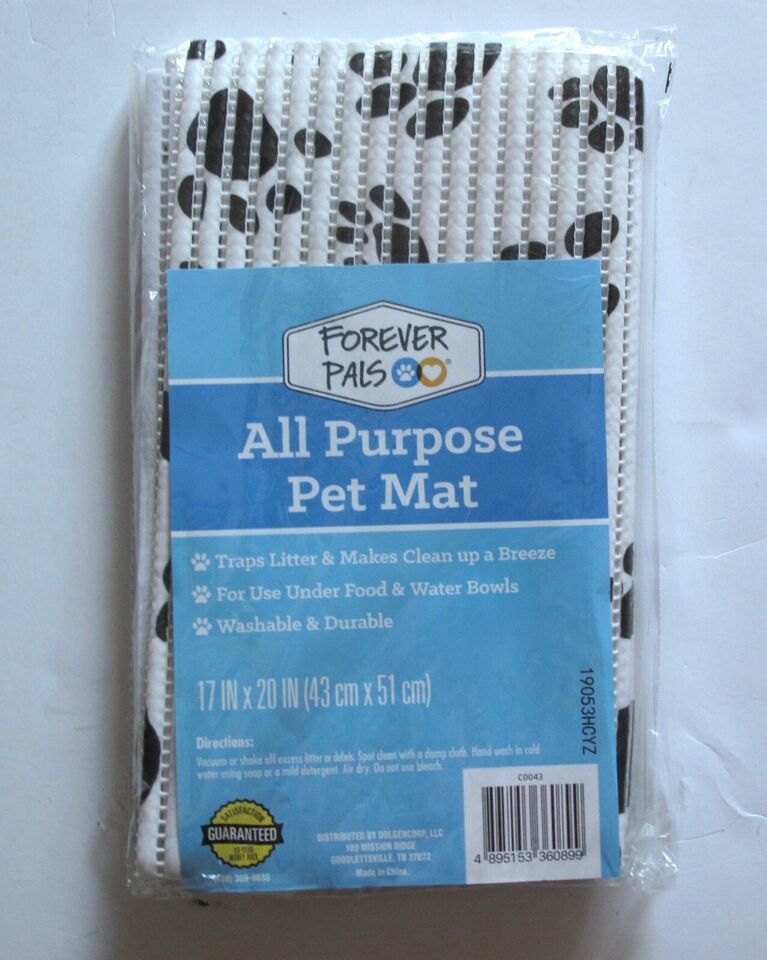 FOREVER
PALS ®
All Purpose
Pet Mat
Traps Litter & Makes Clean up a Breeze
For Use Under Food & Water Bowls
Washable & Durable
17 IN x 20 IN (43 cm x 51 cm)
19053HCYZ
Directions:
Vacuum or shake off excess litter or debris. Spot clean with a damp cloth. Hand wash in cold
water using soap or a mild detergent. Air dry. Do not use bleach.
SATISFACTION
GUARANTEED
OR YOUR
MONEY BACK
DISTRIBUTED BY DOLGENCORP, LLC
100 MISSION RIDGE
GOODLETTSVILLE, TN 37072
Made in China.
C0043
4 895153 360899